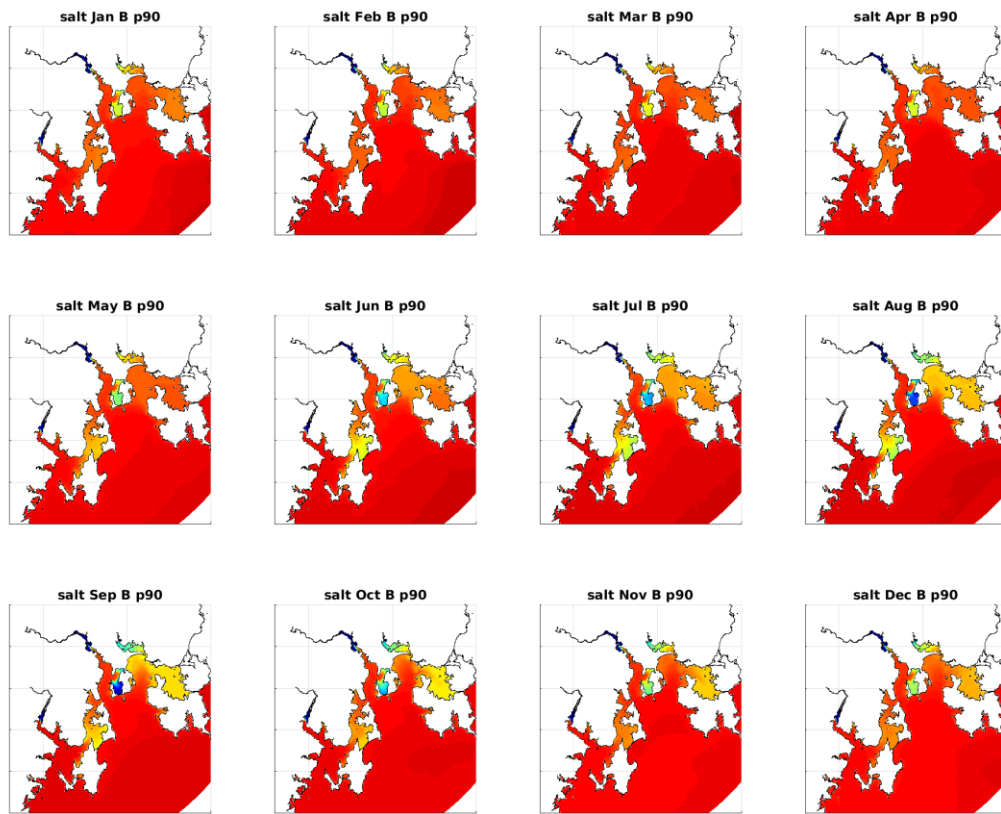 salt Jan B p90
salt Feb B p90
salt Mar B p90
salt Apr B p90
salt May B p90
salt Jun B p90
salt Jul B p90
salt Aug B p90
salt Sep B p90
salt Oct B p90
salt Nov B p90
salt Dec B p90